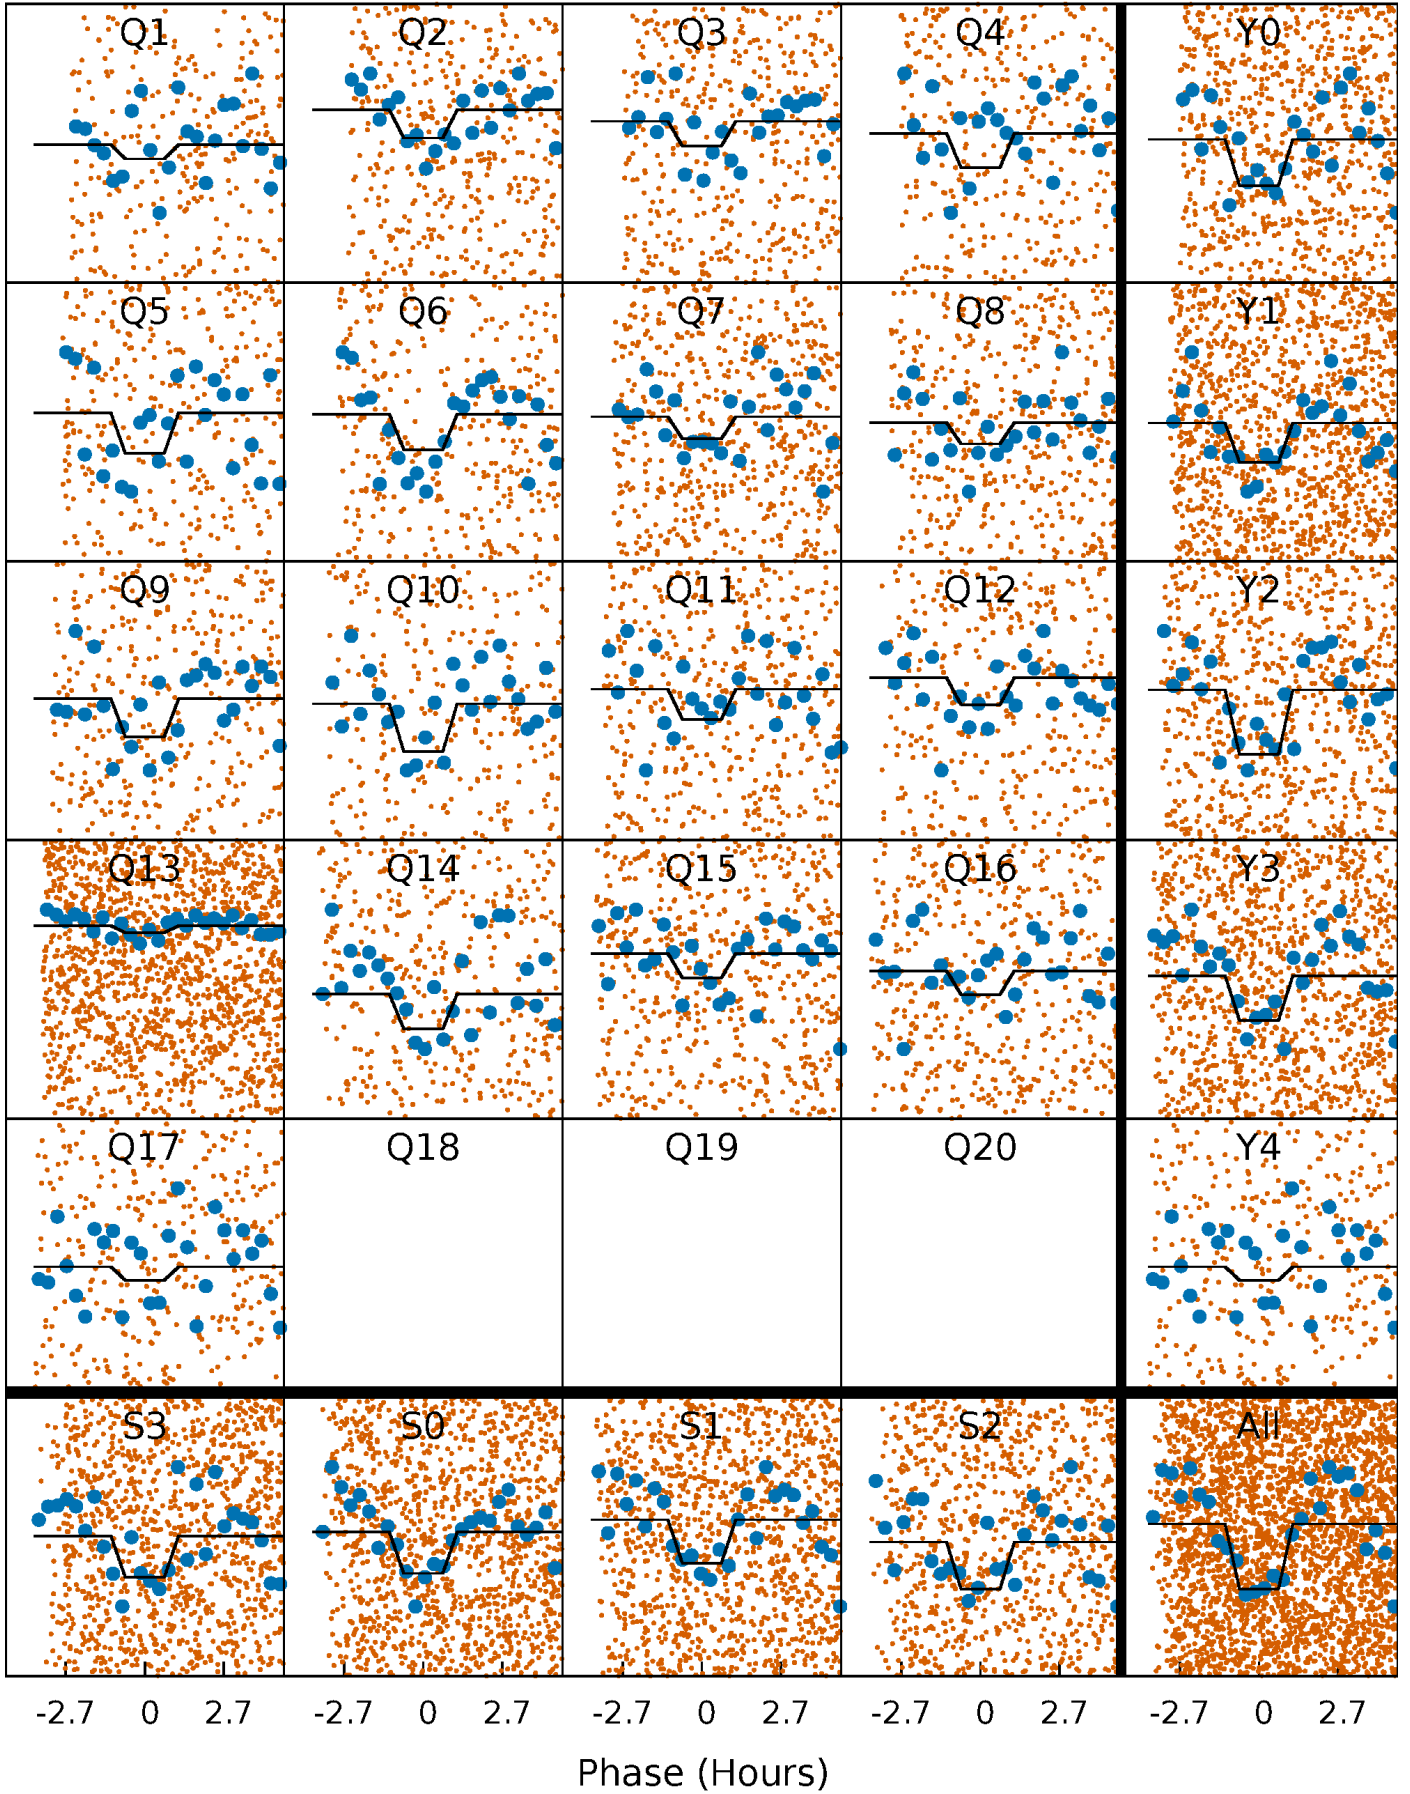 Q1 Q2 Q3 Q4 Y0
Q5 Q6 Q7 Q8 Y1
Q9 Q10 Q11 Q12 Y2
Q13 Q14 Q15 Q16 Y3
Q17 Q18 Q19 Q20 Y4
S3 S0 S1 S2 All
-2.7 0 2.7 -2.7 0 2.7 -2.7 0 2.7 -2.7 0 2.7 -2.7 0 2.7
Phase (Hours)